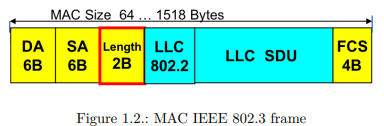 MAC Size 64 ... 1518 Bytes
DA SA Length LLC LLC SDU FCS
6B 6B 2B 802.2 4B
Figure 1.2.: MAC IEEE 802.3 frame